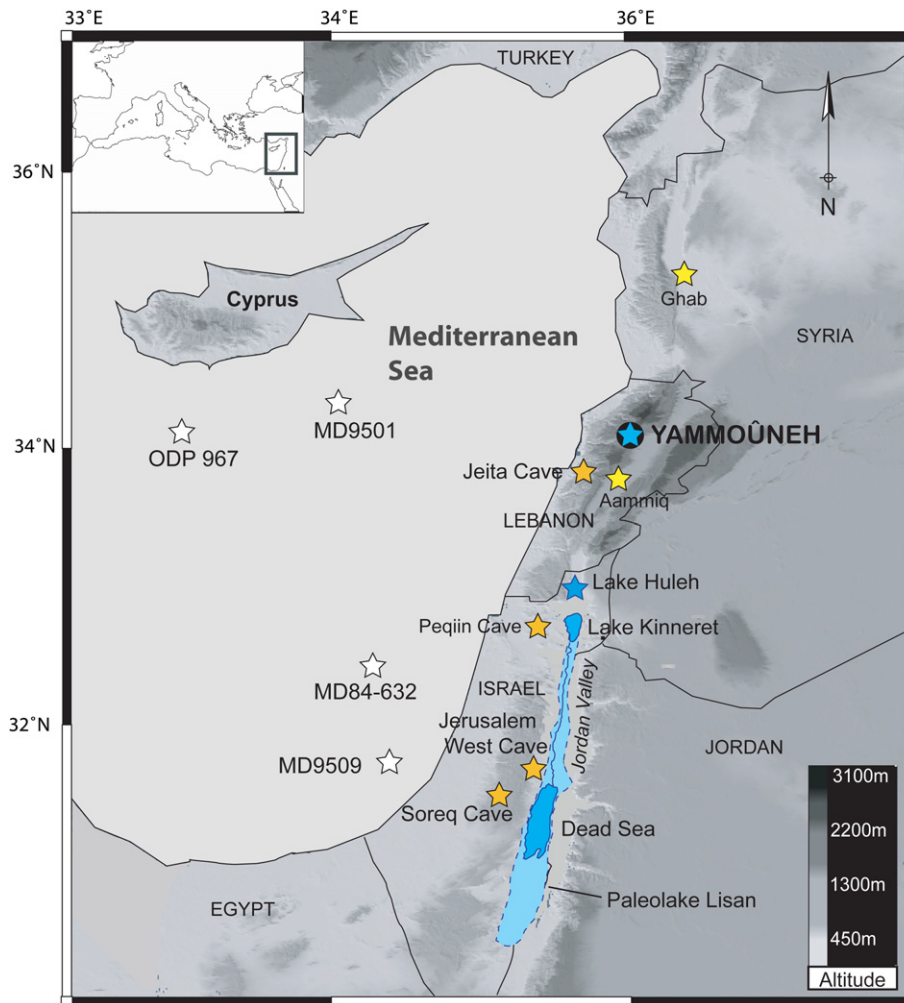 33˚E
34˚E
36˚E
TURKEY
36˚N
N
Ghab
Cyprus
Mediterranean
Sea
SYRIA
MD9501
ODP 967
34˚N
YAMMOÛNEH
Jeita Cave
Aammiq
LEBANON
Lake Huleh
Peqiin Cave
Lake Kinneret
MD84-632
ISRAEL
Jordan Valley
32˚N
Jerusalem
West Cave
JORDAN
MD9509
Soreq Cave
Dead Sea
Paleolake Lisan
EGYPT
3100m
2200m
1300m
450m
Altitude